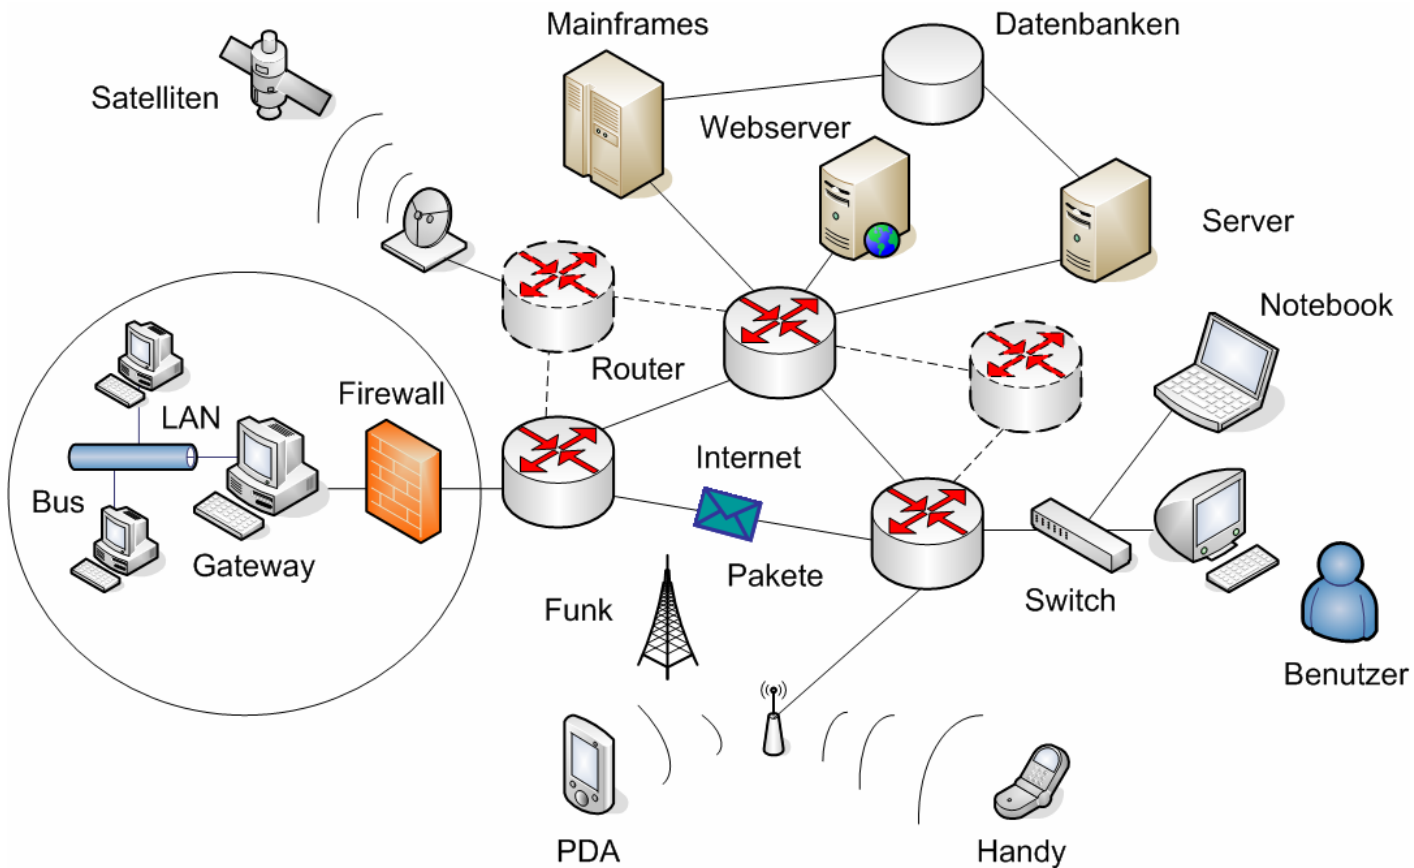 Mainframes
Datenbanken
Satelliten
Webserver
Server
Notebook
Router
Firewall
LAN
Internet
Bus
Gateway
Pakete
Funk
Switch
Benutzer
PDA
Handy